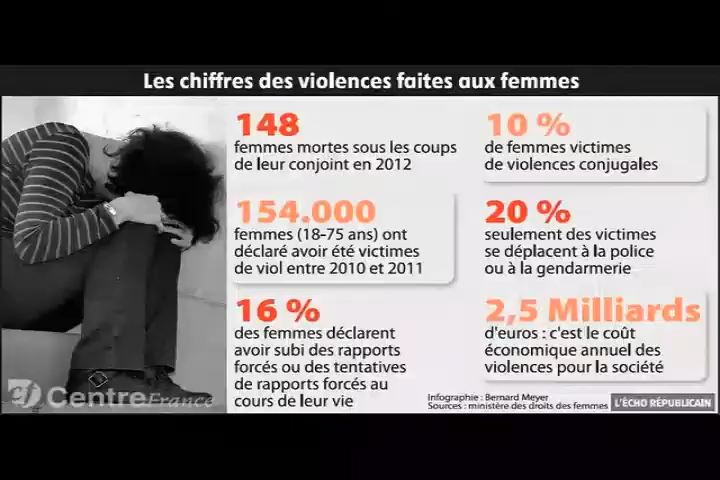 Les chiffres des violences faites aux femmes
148
femmes mortes sous les coups
de leur conjoint en 2012
10 %
de femmes victimes
de violences conjugales
154.000
femmes (18-75 ans) ont
déclaré avoir été victimes
de viol entre 2010 et 2011
20 %
seulement des victimes
se déplacent à la police
ou à la gendarmerie
16 %
des femmes déclarent
avoir subi des rapports
forcés ou des tentatives
de rapports forcés au
cours de leur vie
2,5 Milliards
d'euros : c'est le coût
économique annuel des
violences pour la société
Infographie : Bernard Meyer
Sources : ministère des droits des femmes
L'ÉCHO RÉPUBLICAIN
Centre France